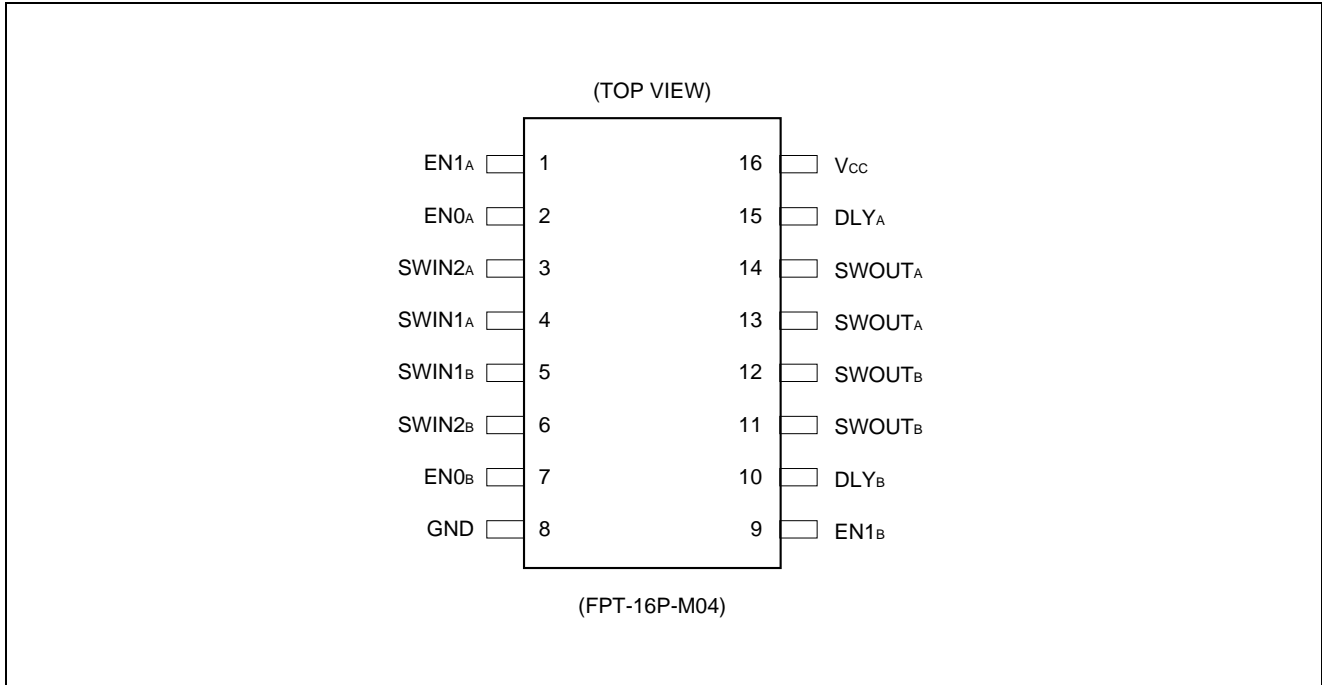 (TOP VIEW)
EN1A 1 16 VCC
EN0A 2 15 DLYA
SWIN2A 3 14 SWOUTA
SWIN1A 4 13 SWOUTA
SWIN1B 5 12 SWOUTB
SWIN2B 6 11 SWOUTB
EN0B 7 10 DLYB
GND 8 9 EN1B
(FPT-16P-M04)